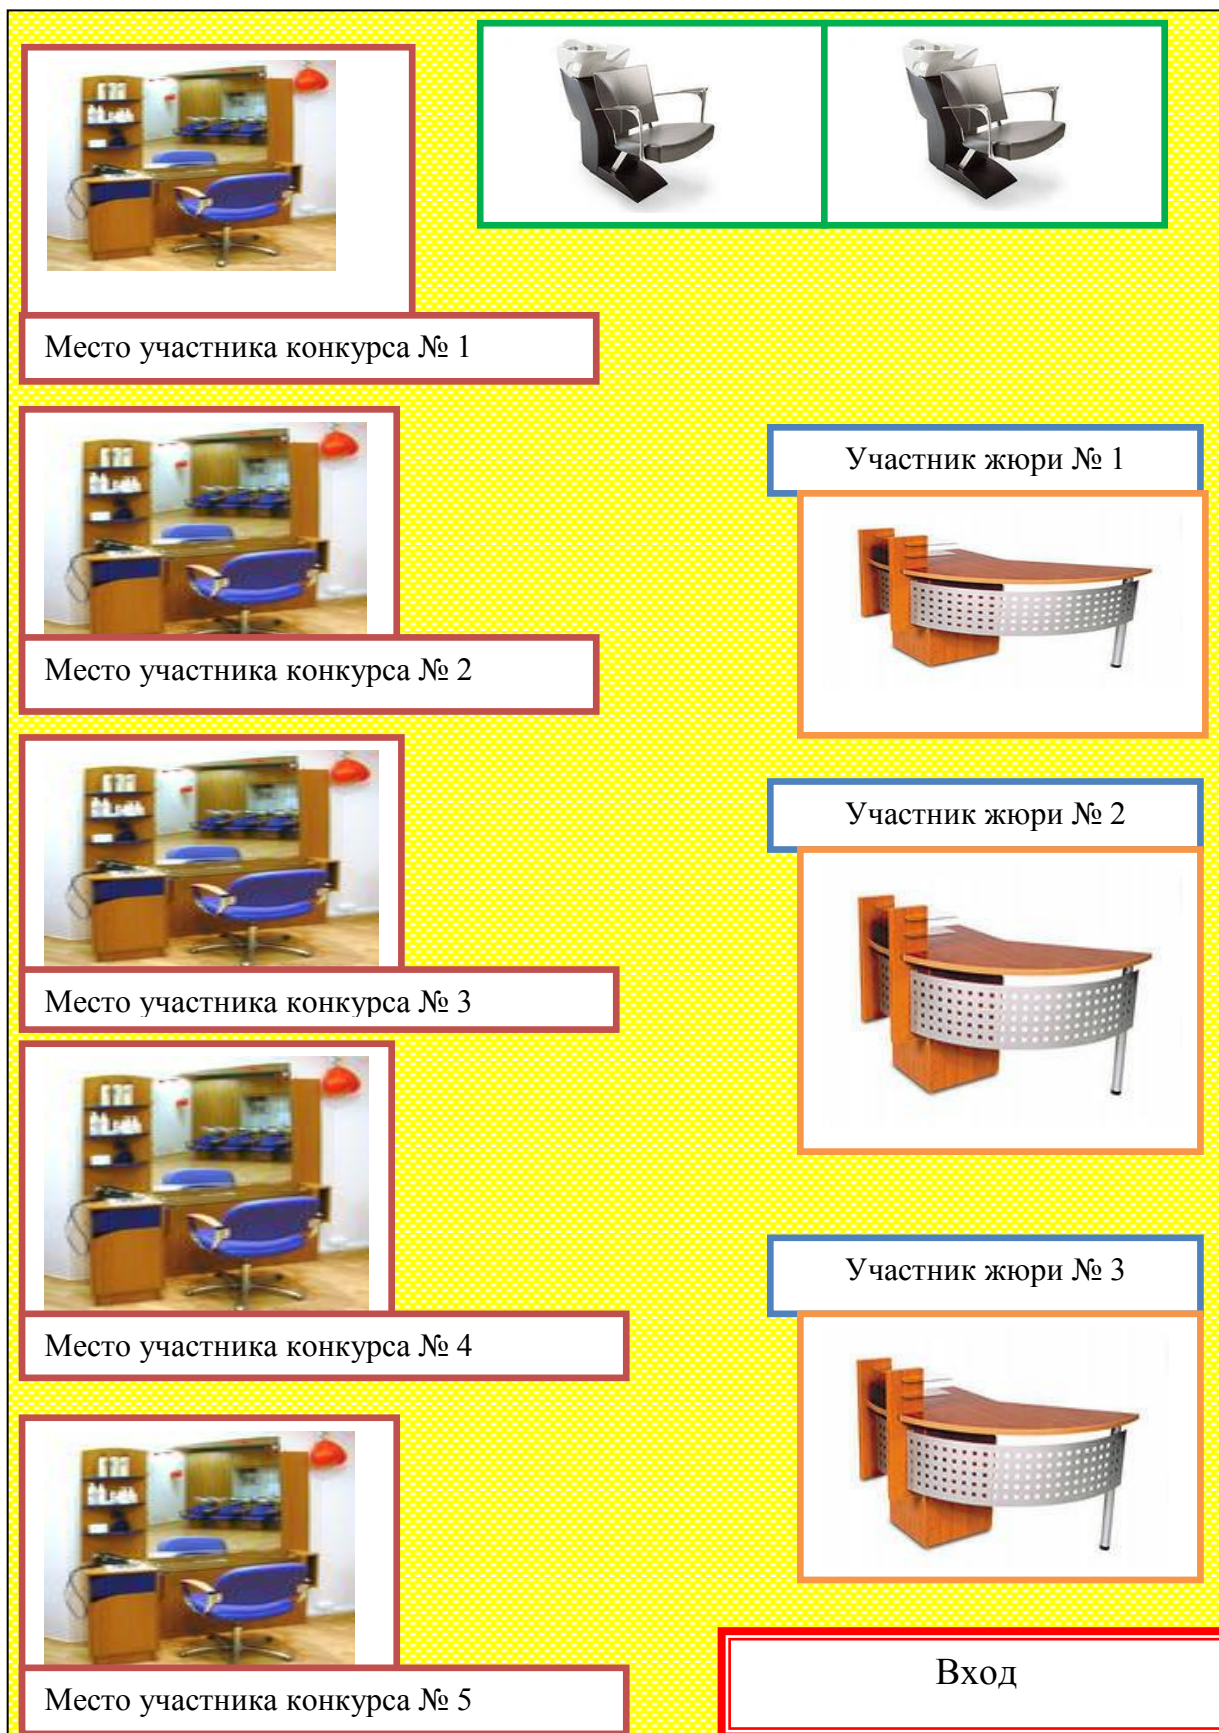 Место участника конкурса № 1
Участник жюри № 1
Место участника конкурса № 2
Участник жюри № 2
Место участника конкурса № 3
Участник жюри № 3
Место участника конкурса № 4
Вход
Место участника конкурса № 5